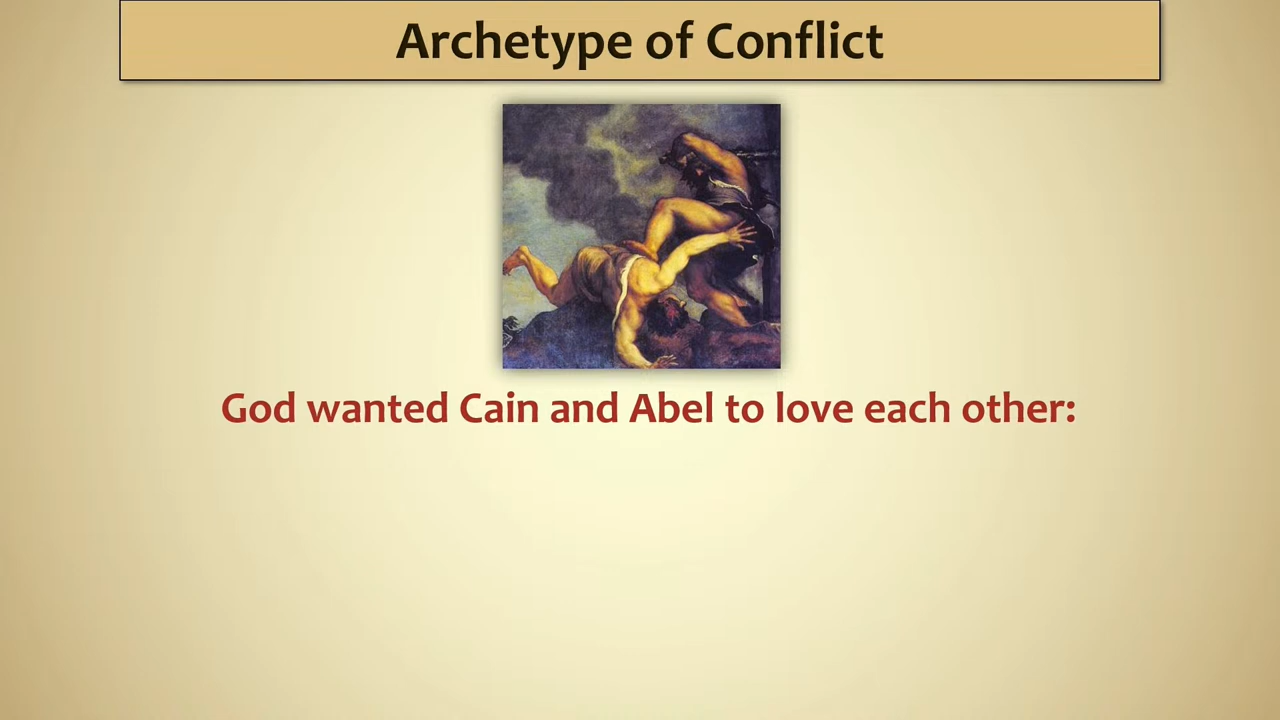 Archetype of Conflict
God wanted Cain and Abel to love each other: